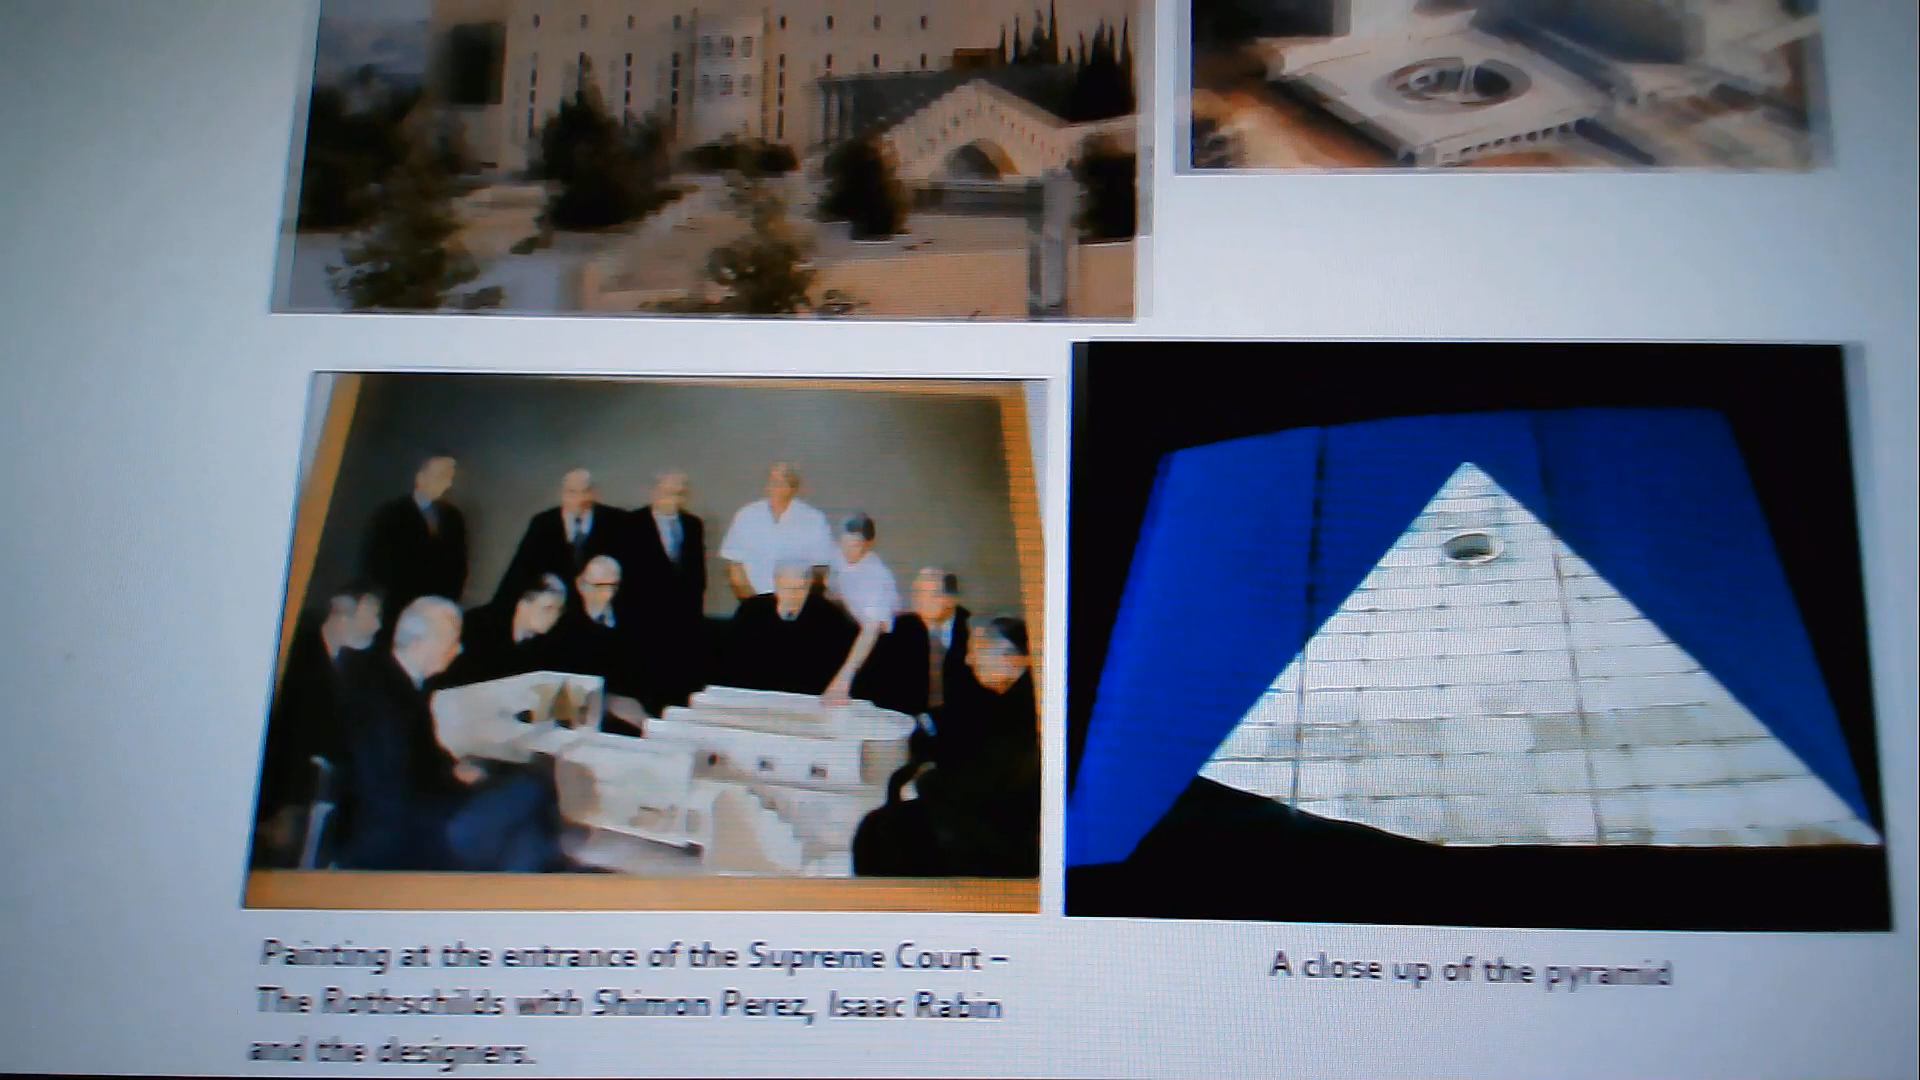 Painting at the entrance of the Supreme Court –
The Rothschilds with Shimon Perez, Isaac Rabin
and the designers.
A close up of the pyramid